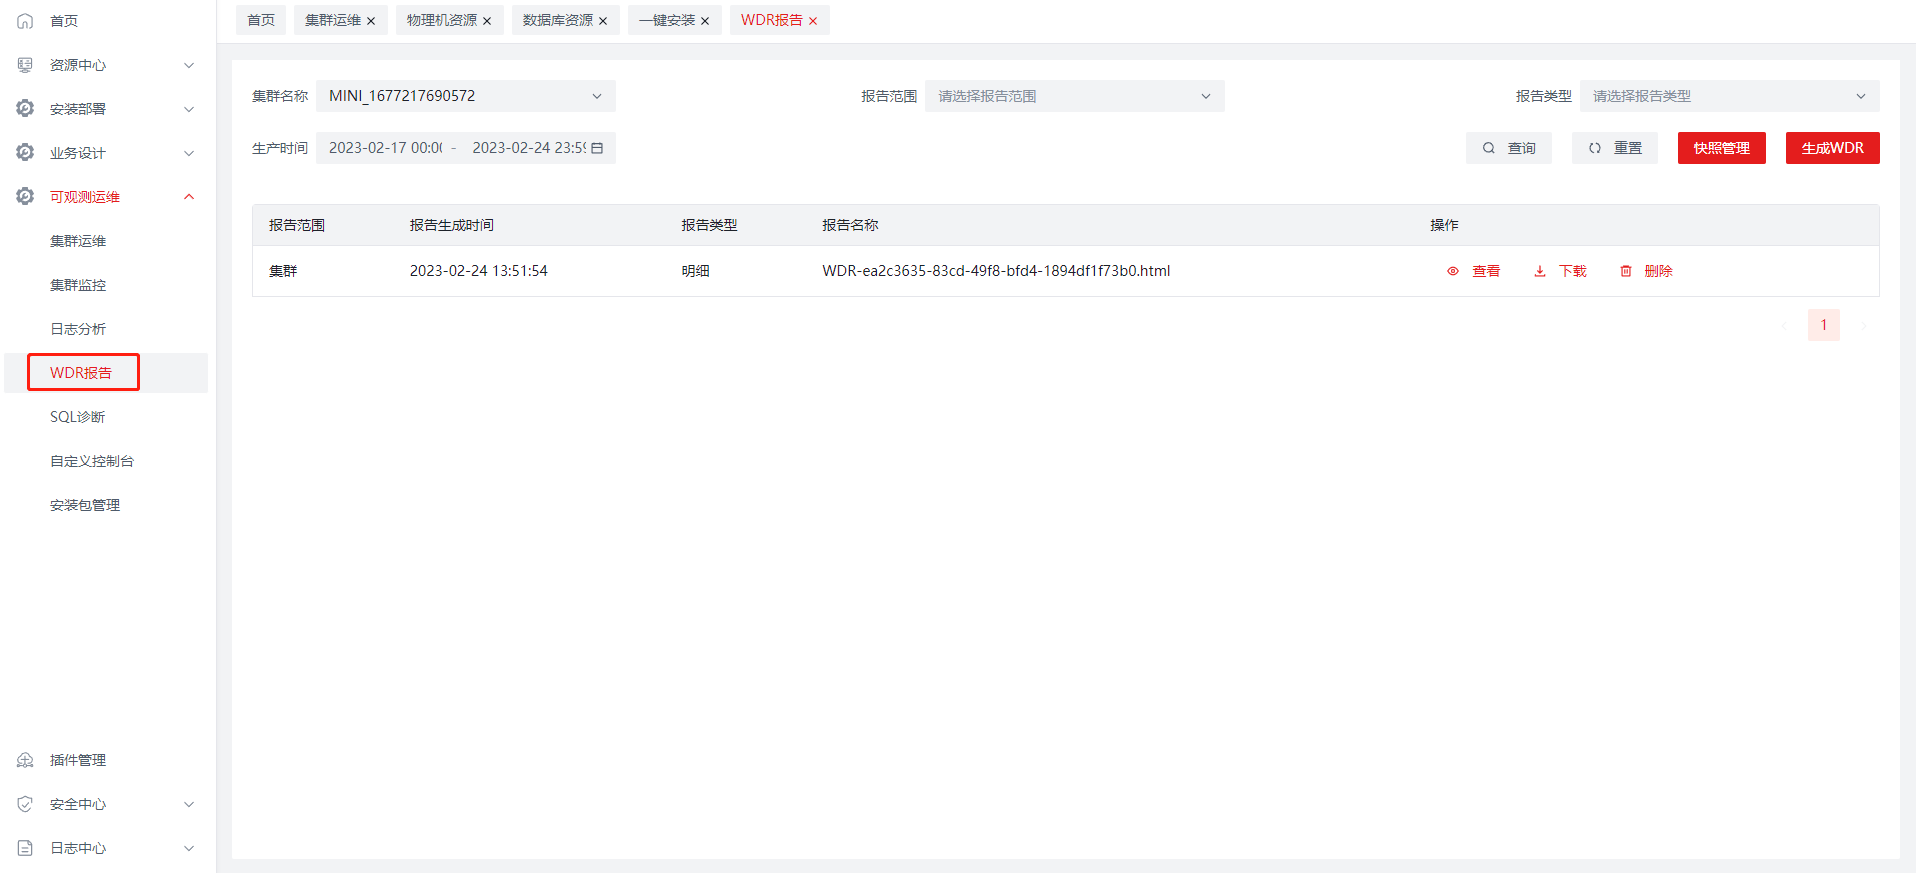 首页
资源中心
安装部署
业务设计
可观测运维
集群运维
集群监控
日志分析
WDR报告
SQL诊断
自定义控制台
安装包管理
插件管理
安全中心
日志中心
首页 集群运维 物理机资源 数据库资源 一键安装 WDR报告
集群名称 MINI_1677217690572 报告范围 请选择报告范围 报告类型 请选择报告类型
生产时间 2023-02-17 00:00 - 2023-02-24 23:59 查询 重置 快照管理 生成WDR
报告范围 报告生成时间 报告类型 报告名称 操作
集群 2023-02-24 13:51:54 明细 WDR-ea2c3635-83cd-49f8-bfd4-1894df1f73b0.html 查看 下载 删除
1